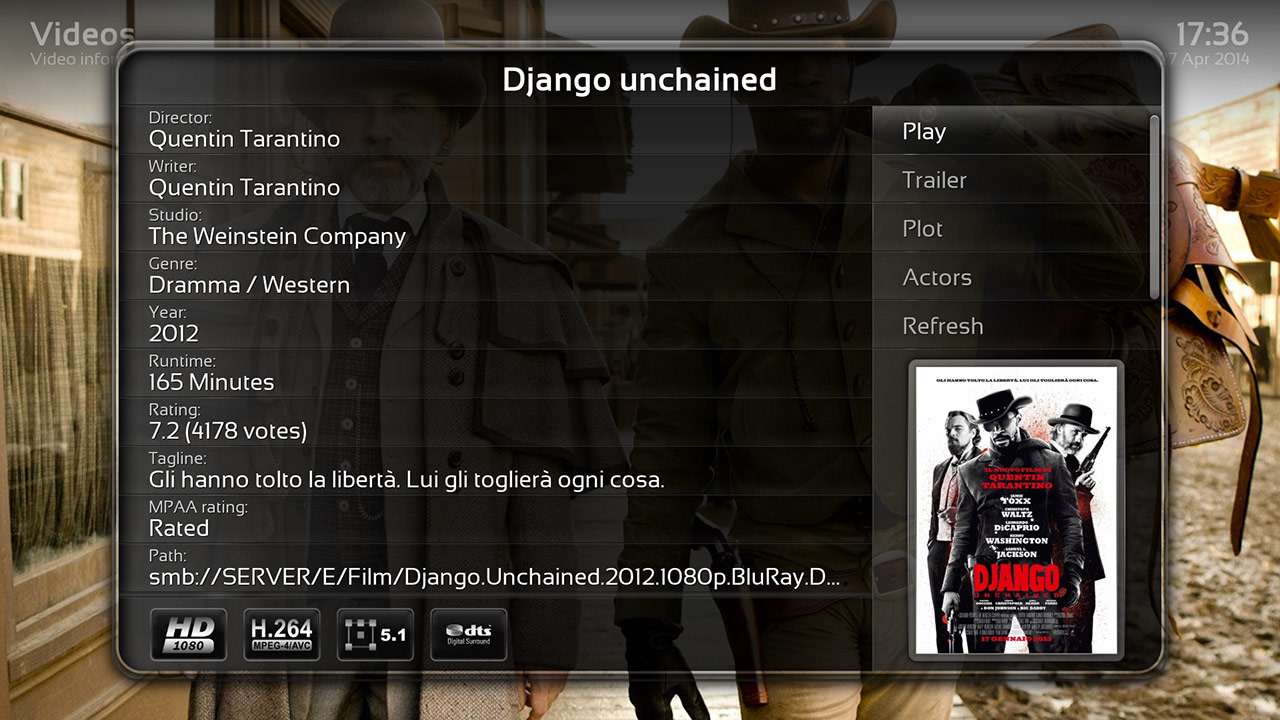 Videos
Video infor
17:36
7 Apr 2014
Django unchained
Director:
Quentin Tarantino
Writer:
Quentin Tarantino
Studio:
The Weinstein Company
Genre:
Dramma / Western
Year:
2012
Runtime:
165 Minutes
Rating:
7.2 (4178 votes)
Tagline:
Gli hanno tolto la libertà. Lui gli toglierà ogni cosa.
MPAA rating:
Rated
Path:
smb://SERVER/E/Film/Django.Unchained.2012.1080p.BluRay.D...
HD
1080
H.264
MPEG-4/AVC
5.1
dts
Digital Surround
Play
Trailer
Plot
Actors
Refresh
GLI HANNO TOLTO LA LIBERTÀ. LUI GLI TOGLIERÀ OGNI COSA.
IL NUOVO FILM DI
QUENTIN
TARANTINO
JAMIE
FOXX
CHRISTOPH
WALTZ
LEONARDO
DiCAPRIO
KERRY
WASHINGTON
SAMUEL L.
JACKSON
DJANGO
UNCHAINED
17 GENNAIO 2013